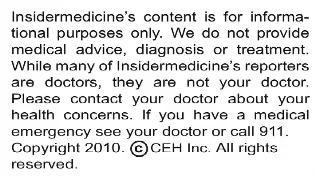 Insidermedicine's content is for informa-
tional purposes only. We do not provide
medical advice, diagnosis or treatment.
While many of Insidermedicine's reporters
are doctors, they are not your doctor.
Please contact your doctor about your
health concerns. If you have a medical
emergency see your doctor or call 911.
Copyright 2010. ©CEH Inc. All rights
reserved.